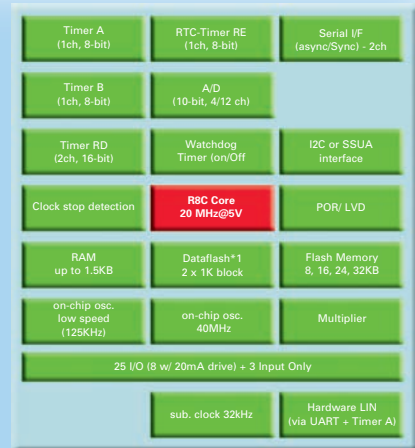 Timer A
(1ch, 8-bit)
RTC-Timer RE
(1ch, 8-bit)
Serial I/F
(async/Sync) - 2ch
Timer B
(1ch, 8-bit)
A/D
(10-bit, 4/12 ch)
Timer RD
(2ch, 16-bit)
Watchdog
Timer (on/Off
I2C or SSUA
interface
Clock stop detection
R8C Core
20 MHz@5V
POR/ LVD
RAM
up to 1.5KB
Dataflash*1
2 x 1K block
Flash Memory
8, 16, 24, 32KB
on-chip osc.
low speed
(125KHz)
on-chip osc.
40MHz
Multiplier
25 I/O (8 w/ 20mA drive) + 3 Input Only
sub. clock 32kHz
Hardware LIN
(via UART + Timer A)